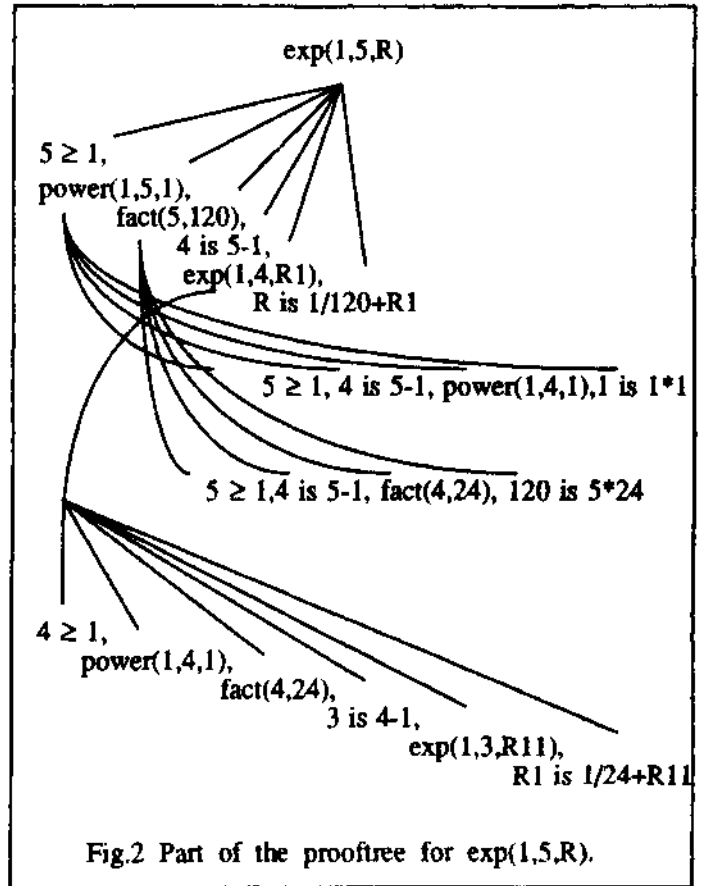 exp(1,5,R)
5 ≥ 1,
power(1,5,1),
fact(5,120),
4 is 5-1,
exp(1,4,R1),
R is 1/120+R1
5 ≥ 1, 4 is 5-1, power(1,4,1),1 is 1*1
5 ≥ 1,4 is 5-1, fact(4,24), 120 is 5*24
4 ≥ 1,
power(1,4,1),
fact(4,24),
3 is 4-1,
exp(1,3,R11),
R1 is 1/24+R11
Fig.2 Part of the prooftree for exp(1,5,R).